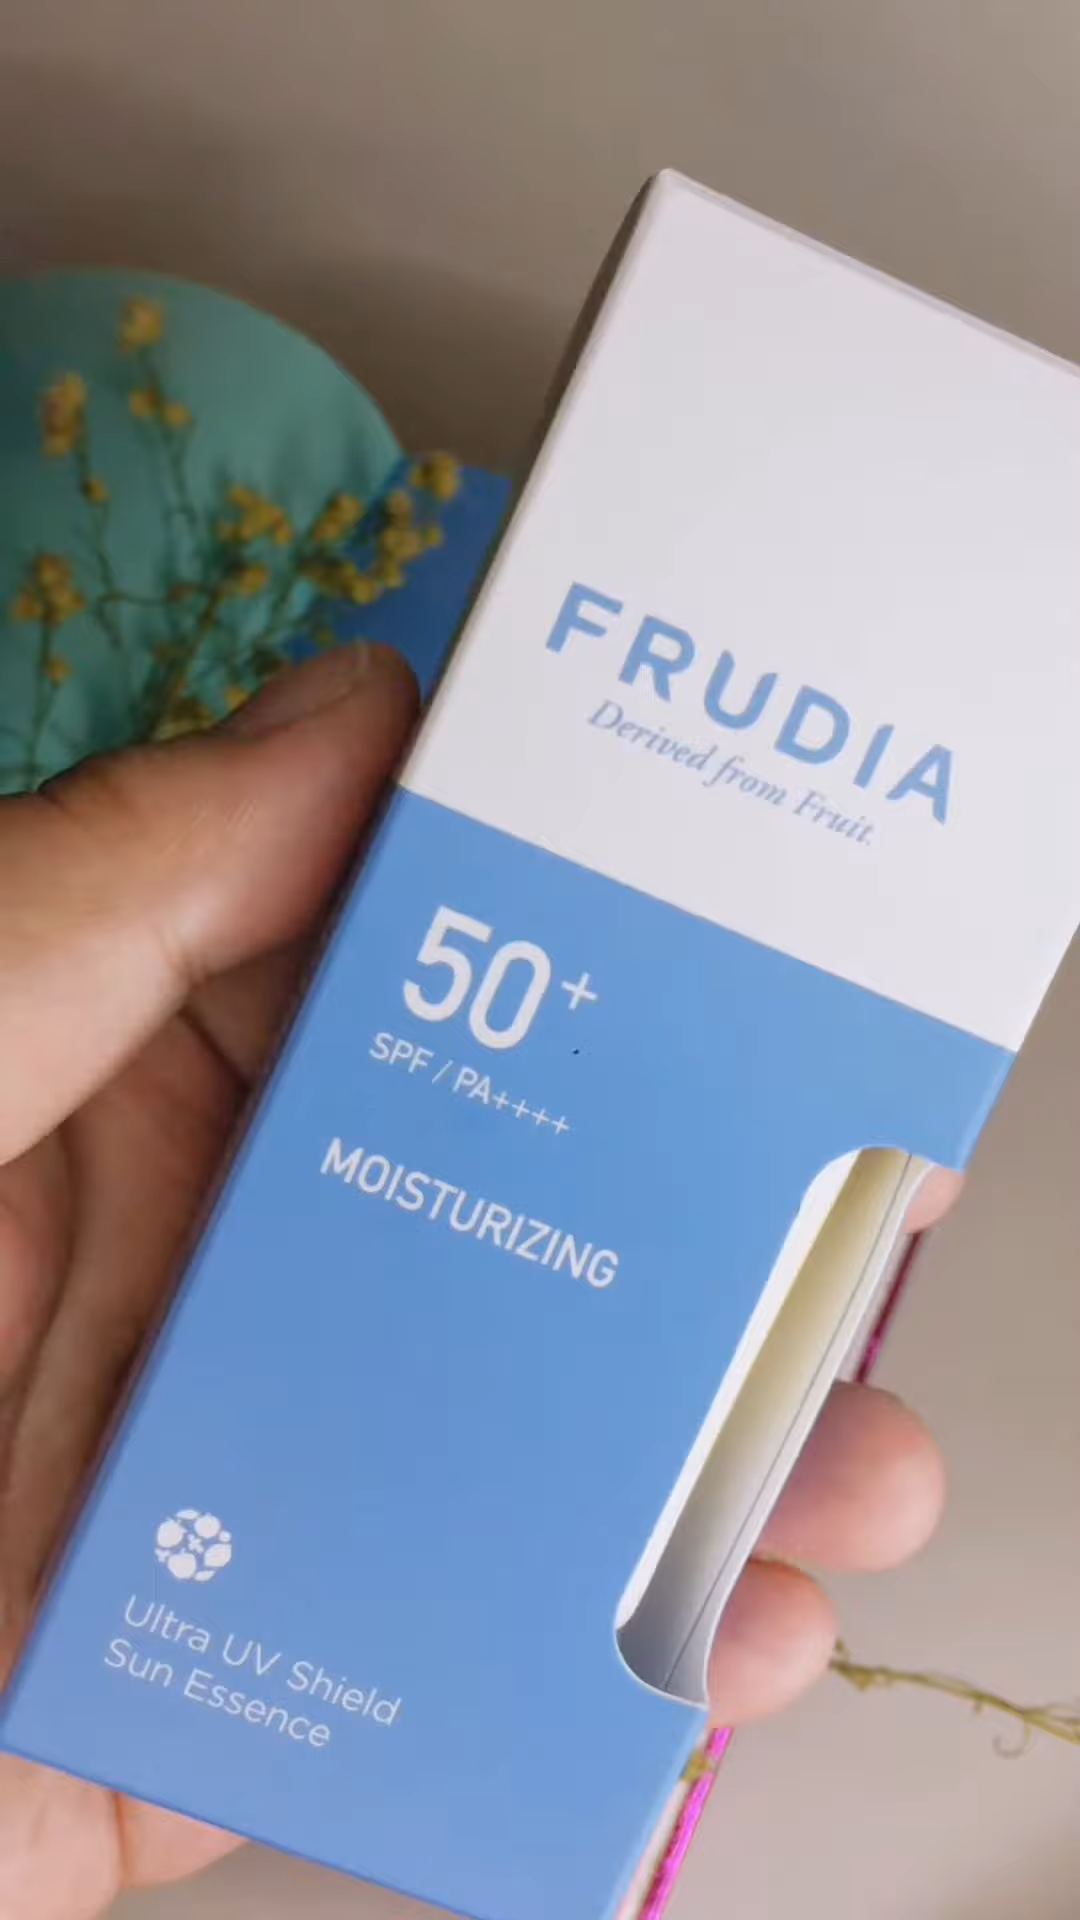 FRUDIA
Derived from Fruit.
50+
SPF / PA++++
MOISTURIZING
Ultra UV Shield
Sun Essence